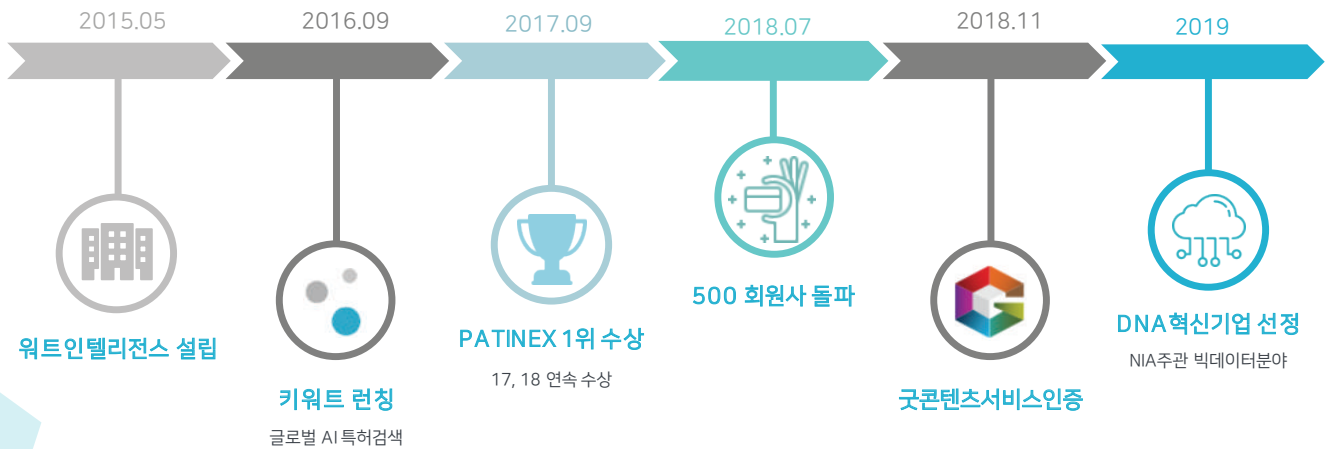 2015.05
2016.09
2017.09
2018.07
2018.11
2019
워트인텔리전스 설립
키워트 런칭
글로벌 AI 특허검색
PATINEX 1위 수상
17, 18 연속 수상
500 회원사 돌파
굿콘텐츠서비스인증
DNA혁신기업 선정
NIA주관 빅데이터분야